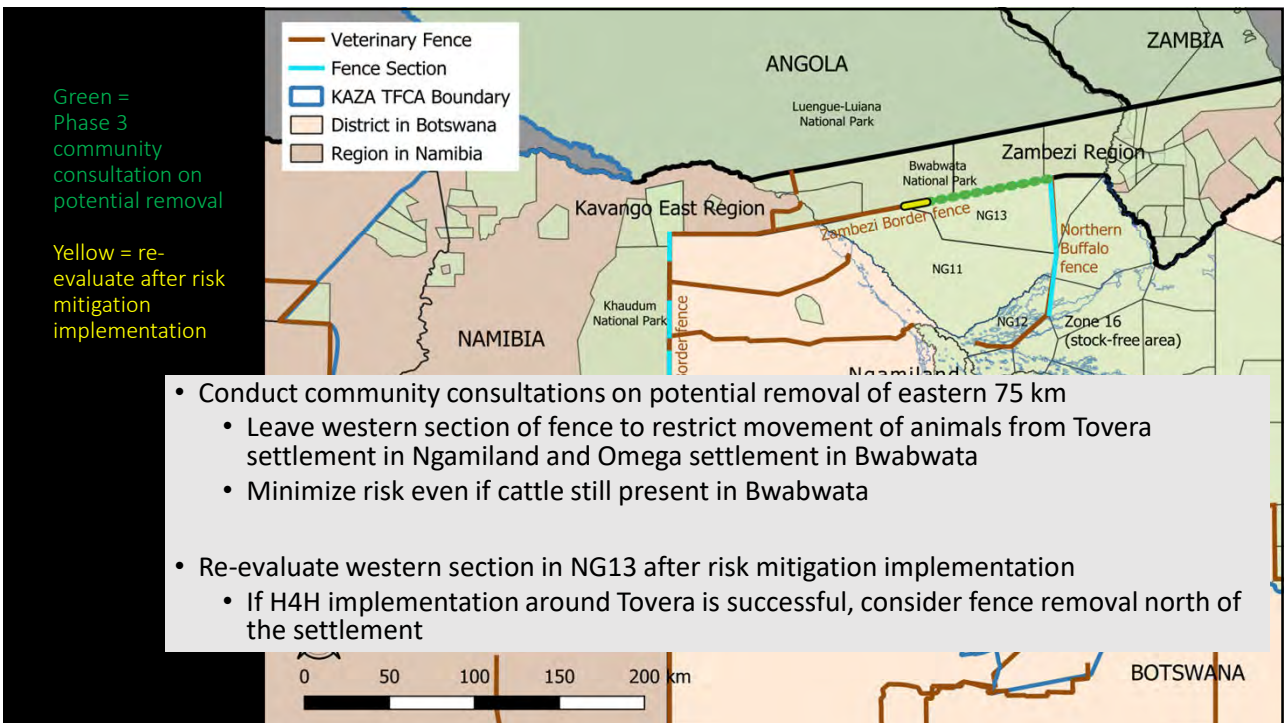 Green =
Phase 3
community
consultation on
potential removal
Yellow = re-
evaluate after risk
mitigation
implementation
Veterinary Fence
Fence Section
KAZA TFCA Boundary
District in Botswana
Region in Namibia
ANGOLA
ZAMBIA
Luengue-Luiana
National Park
Bwabwata
National Park
Zambezi Region
Kavango East Region
Zambezi Border fence
NG13
Northern
Buffalo
fence
NG11
Khaudum
National Park
NG12
Zone 16
(stock-free area)
NAMIBIA
Border fence
Ngamiland
• Conduct community consultations on potential removal of eastern 75 km
• Leave western section of fence to restrict movement of animals from Tovera
settlement in Ngamiland and Omega settlement in Bwabwata
• Minimize risk even if cattle still present in Bwabwata
• Re-evaluate western section in NG13 after risk mitigation implementation
• If H4H implementation around Tovera is successful, consider fence removal north of
the settlement
0 50 100 150 200 km
BOTSWANA